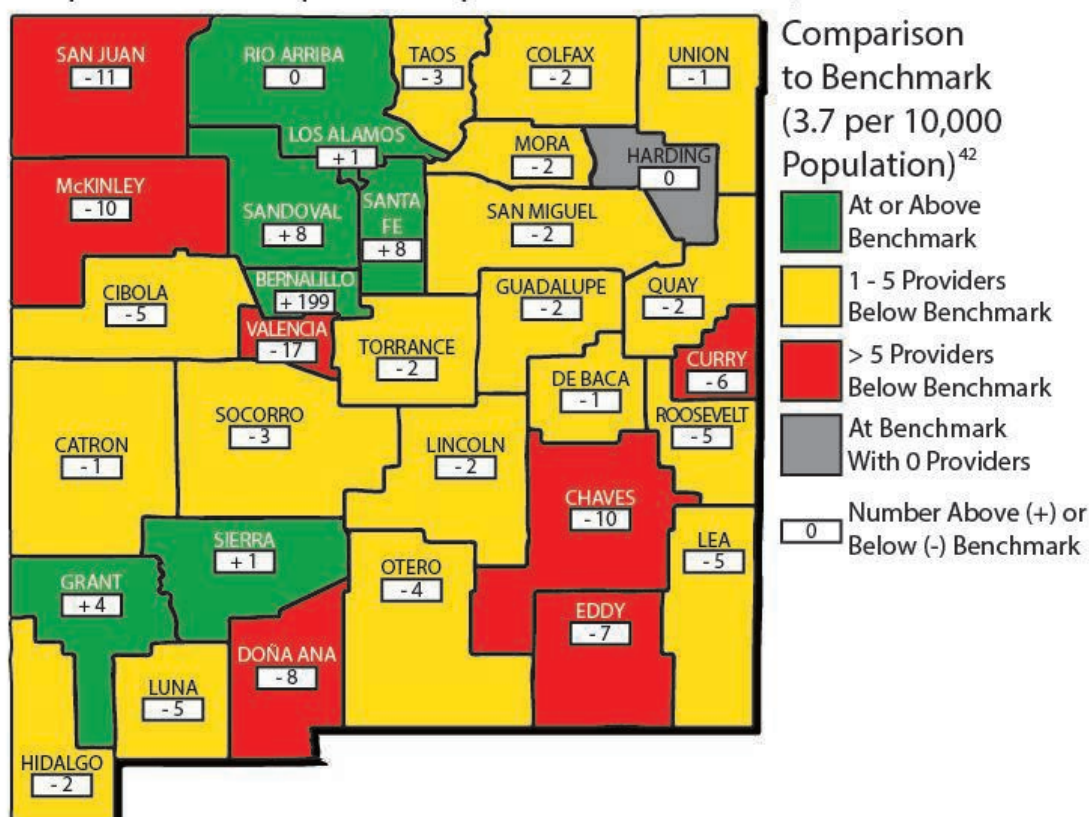 SAN JUAN
- 11
RIO ARRIBA
0
TAOS
- 3
COLFAX
- 2
UNION
- 1
LOS ALAMOS
+ 1
MORA
- 2
HARDING
0
McKINLEY
- 10
SANDOVAL
+ 8
SANTA
FE
+ 8
SAN MIGUEL
- 2
CIBOLA
- 5
BERNALILLO
+ 199
GUADALUPE
- 2
QUAY
- 2
VALENCIA
- 17
TORRANCE
- 2
CURRY
- 6
DE BACA
- 1
ROOSEVELT
- 5
CATRON
- 1
SOCORRO
- 3
LINCOLN
- 2
CHAVES
- 10
SIERRA
+ 1
LEA
- 5
GRANT
+ 4
OTERO
- 4
EDDY
- 7
DOÑA ANA
- 8
LUNA
- 5
HIDALGO
- 2
Comparison
to Benchmark
(3.7 per 10,000
Population)⁴²
At or Above
Benchmark
1 - 5 Providers
Below Benchmark
> 5 Providers
Below Benchmark
At Benchmark
With 0 Providers
0
Number Above (+) or
Below (-) Benchmark